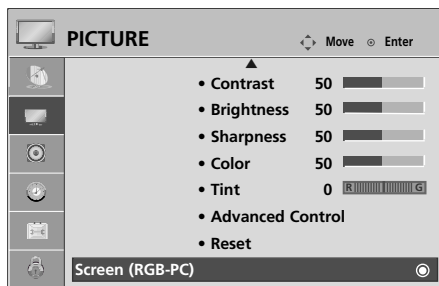 PICTURE Move Enter
• Contrast 50
• Brightness 50
• Sharpness 50
• Color 50
• Tint 0 R G
• Advanced Control
• Reset
Screen (RGB-PC)